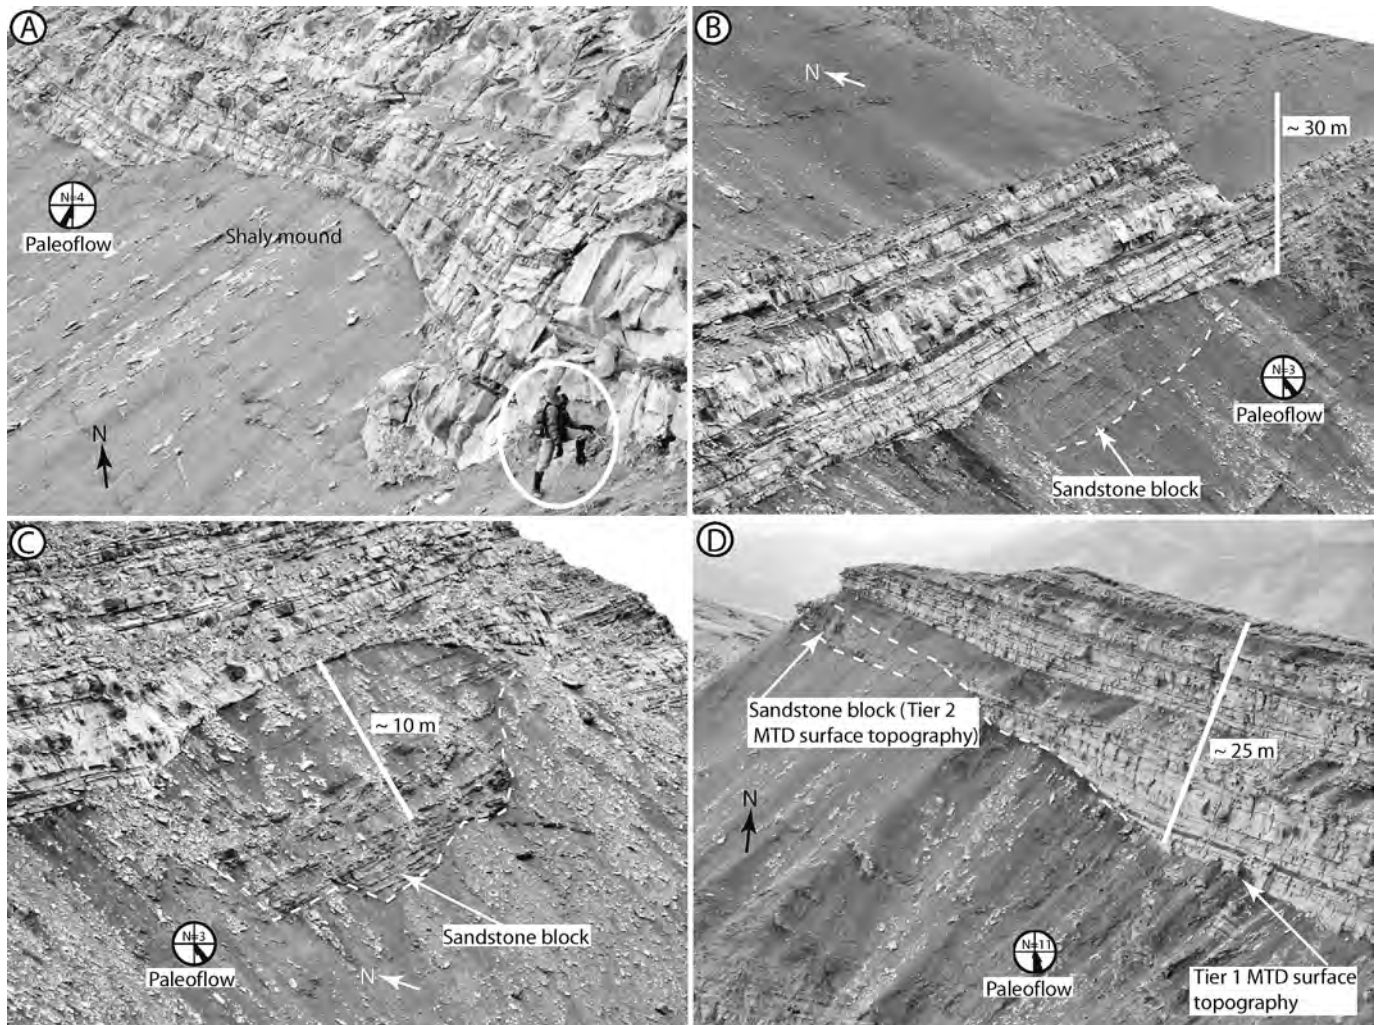 A
N=4
Paleoflow
Shaly mound
N
B
N
~ 30 m
N=3
Paleoflow
Sandstone block
C
~ 10 m
Sandstone block
N=3
Paleoflow
N
D
Sandstone block (Tier 2
MTD surface topography)
~ 25 m
N
N=11
Paleoflow
Tier 1 MTD surface
topography